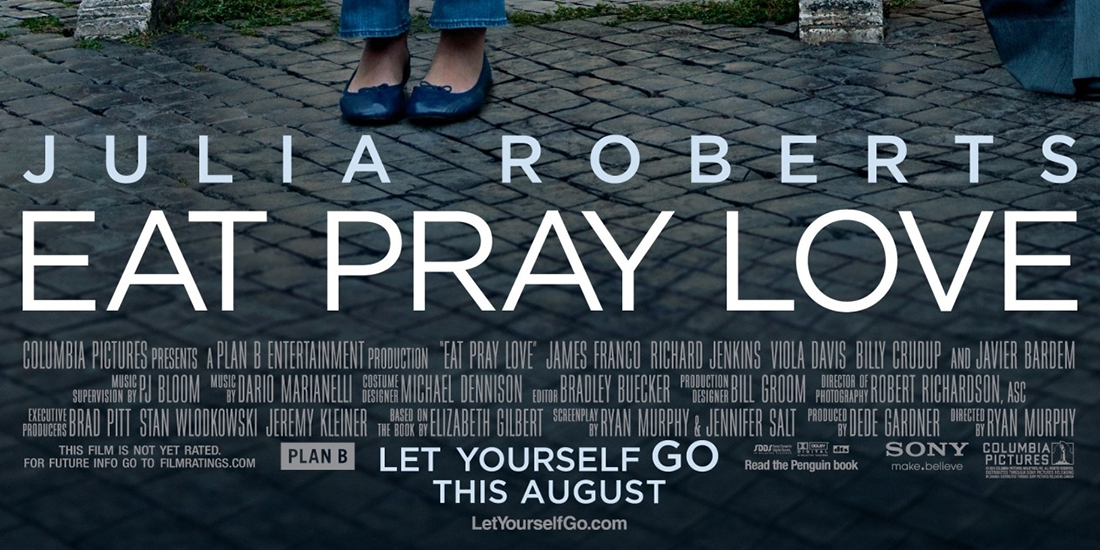 JULIA ROBERTS
EAT PRAY LOVE
COLUMBIA PICTURES PRESENTS A PLAN B ENTERTAINMENT PRODUCTION "EAT PRAY LOVE" JAMES FRANCO RICHARD JENKINS VIOLA DAVIS BILLY CRUDUP AND JAVIER BARDEM
MUSIC SUPERVISION BY PJ BLOOM MUSIC BY DARIO MARIANELLI COSTUME DESIGNER MICHAEL DENNISON EDITOR BRADLEY BUECKER PRODUCTION DESIGNER BILL GROOM DIRECTOR OF PHOTOGRAPHY ROBERT RICHARDSON, ASC
EXECUTIVE PRODUCERS BRAD PITT STAN WLODKOWSKI JEREMY KLEINER BASED ON THE BOOK BY ELIZABETH GILBERT SCREENPLAY BY RYAN MURPHY & JENNIFER SALT PRODUCED BY DEDE GARDNER DIRECTED BY RYAN MURPHY
THIS FILM IS NOT YET RATED.
FOR FUTURE INFO GO TO FILMRATINGS.COM
PLAN B
LET YOURSELF GO
THIS AUGUST
LetYourselfGo.com
SDDS DOLBY DIGITAL dts
Read the Penguin book
SONY
make.believe
COLUMBIA
PICTURES